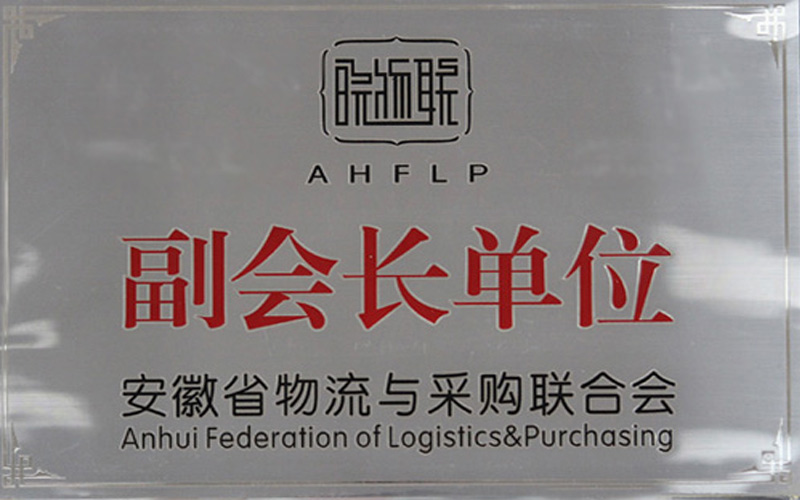 皖物联
AHFLP
副会长单位
安徽省物流与采购联合会
Anhui Federation of Logistics&Purchasing